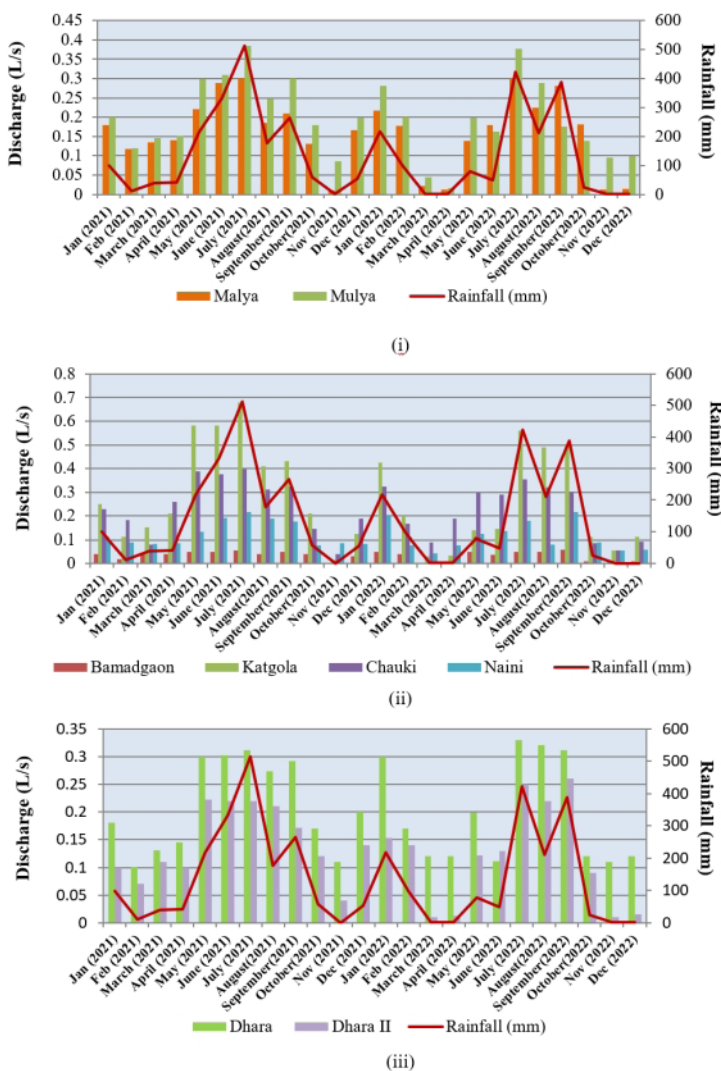 Discharge (L/s)
Rainfall (mm)
0.45
0.4
0.35
0.3
0.25
0.2
0.15
0.1
0.05
0
600
500
400
300
200
100
0
Jan (2021)
Feb (2021)
March (2021)
April (2021)
May (2021)
June (2021)
July (2021)
August(2021)
September(2021)
October(2021)
Nov (2021)
Dec (2021)
Jan (2022)
Feb (2022)
March (2022)
April (2022)
May (2022)
June (2022)
July (2022)
August(2022)
September(2022)
October(2022)
Nov (2022)
Dec (2022)
Malya
Mulya
Rainfall (mm)
(i)
Discharge (L/s)
Rainfall (mm)
0.8
0.7
0.6
0.5
0.4
0.3
0.2
0.1
0
600
500
400
300
200
100
0
Jan (2021)
Feb (2021)
March (2021)
April (2021)
May (2021)
June (2021)
July (2021)
August(2021)
September(2021)
October(2021)
Nov (2021)
Dec (2021)
Jan (2022)
Feb (2022)
March (2022)
April (2022)
May (2022)
June (2022)
July (2022)
August(2022)
September(2022)
October(2022)
Nov (2022)
Dec (2022)
Bamadgaon
Katgola
Chauki
Naini
Rainfall (mm)
(ii)
Discharge (L/s)
Rainfall (mm)
0.35
0.3
0.25
0.2
0.15
0.1
0.05
0
600
500
400
300
200
100
0
Jan (2021)
Feb (2021)
March (2021)
April (2021)
May (2021)
June (2021)
July (2021)
August(2021)
September(2021)
October(2021)
Nov (2021)
Dec (2021)
Jan (2022)
Feb (2022)
March (2022)
April (2022)
May (2022)
June (2022)
July (2022)
August(2022)
September(2022)
October(2022)
Nov (2022)
Dec (2022)
Dhara
Dhara II
Rainfall (mm)
(iii)